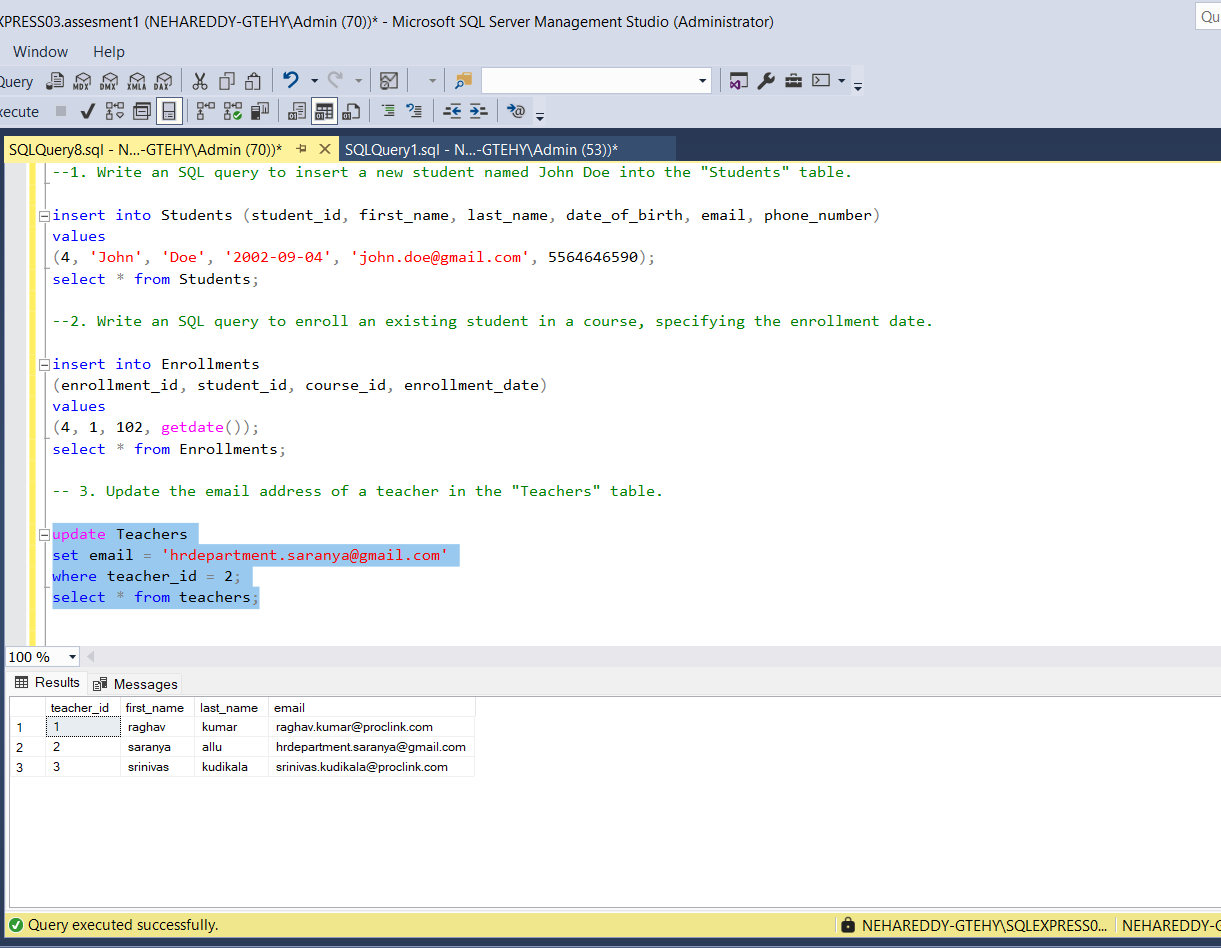 XPRESS03.assesment1 (NEHAREDDY-GTEHY\Admin (70))* - Microsoft SQL Server Management Studio (Administrator)
Qu
Window Help
Query MDX DMX XMLA DAX
xecute
SQLQuery8.sql - N...-GTEHY\Admin (70))* SQLQuery1.sql - N...-GTEHY\Admin (53))*
--1. Write an SQL query to insert a new student named John Doe into the "Students" table.
insert into Students (student_id, first_name, last_name, date_of_birth, email, phone_number)
values
(4, 'John', 'Doe', '2002-09-04', 'john.doe@gmail.com', 5564646590);
select * from Students;
--2. Write an SQL query to enroll an existing student in a course, specifying the enrollment date.
insert into Enrollments
(enrollment_id, student_id, course_id, enrollment_date)
values
(4, 1, 102, getdate());
select * from Enrollments;
-- 3. Update the email address of a teacher in the "Teachers" table.
update Teachers
set email = 'hrdepartment.saranya@gmail.com'
where teacher_id = 2;
select * from teachers;
100 %
Results Messages
teacher_id first_name last_name email
1 1 raghav kumar raghav.kumar@proclink.com
2 2 saranya allu hrdepartment.saranya@gmail.com
3 3 srinivas kudikala srinivas.kudikala@proclink.com
Query executed successfully. NEHAREDDY-GTEHY\SQLEXPRESS0... NEHAREDDY-G